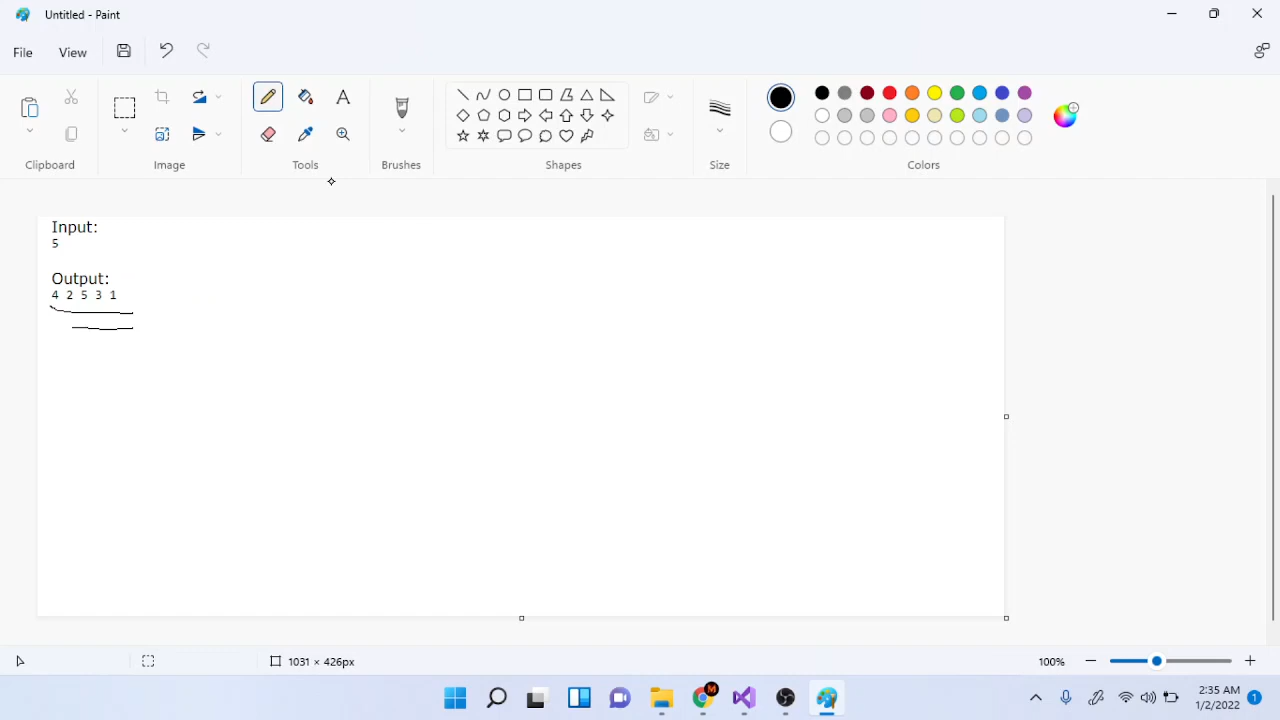 Untitled - Paint
File View
Clipboard Image Tools Brushes Shapes Size Colors
Input:
5
Output:
4 2 5 3 1
1031 × 426px 100%
M
2:35 AM
1/2/2022 1